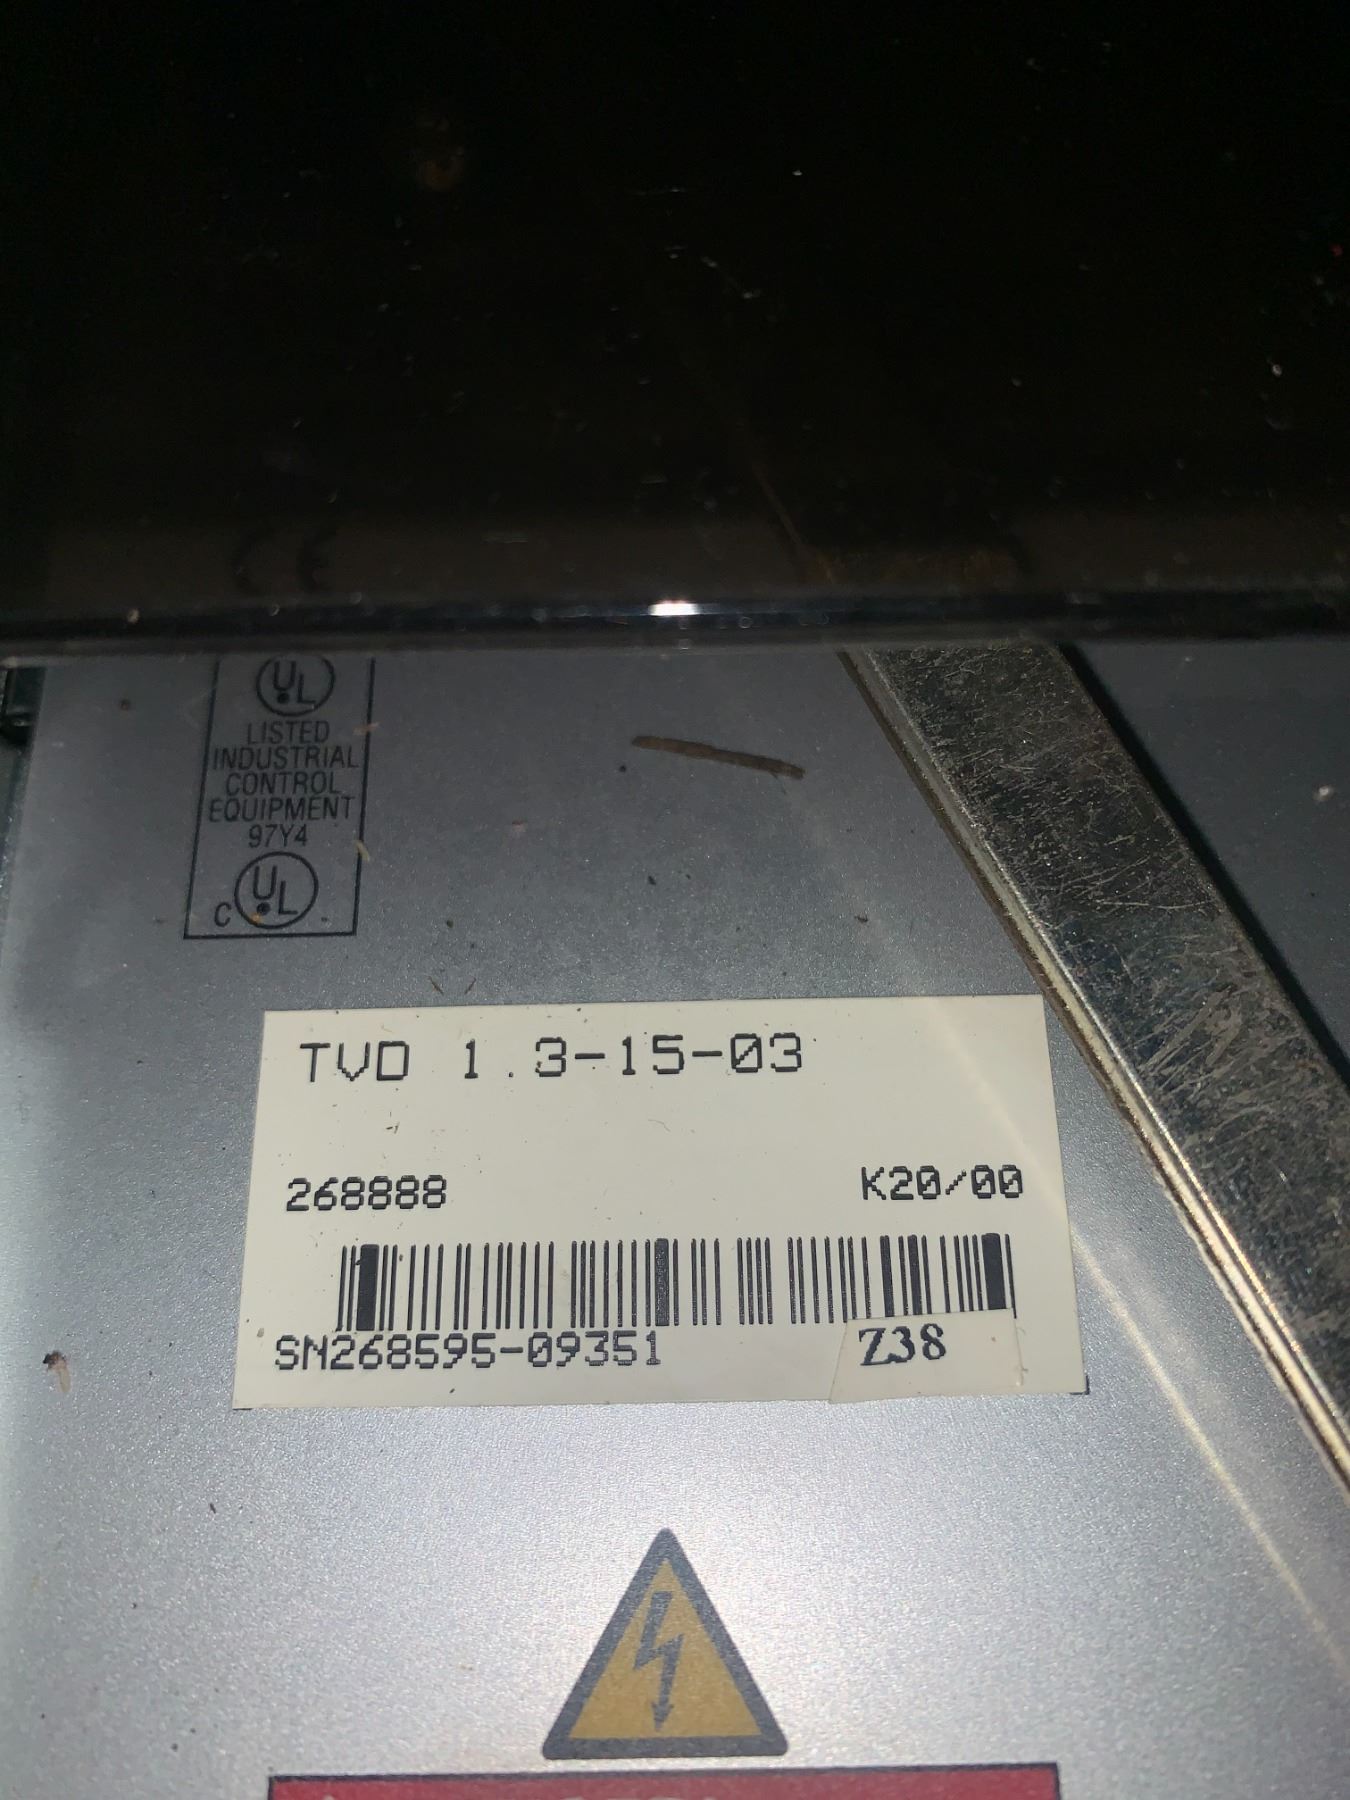 UL
LISTED
INDUSTRIAL
CONTROL
EQUIPMENT
97Y4
C UL
TVD 1.3-15-03
268888 K20/00
SN268595-09351 Z38